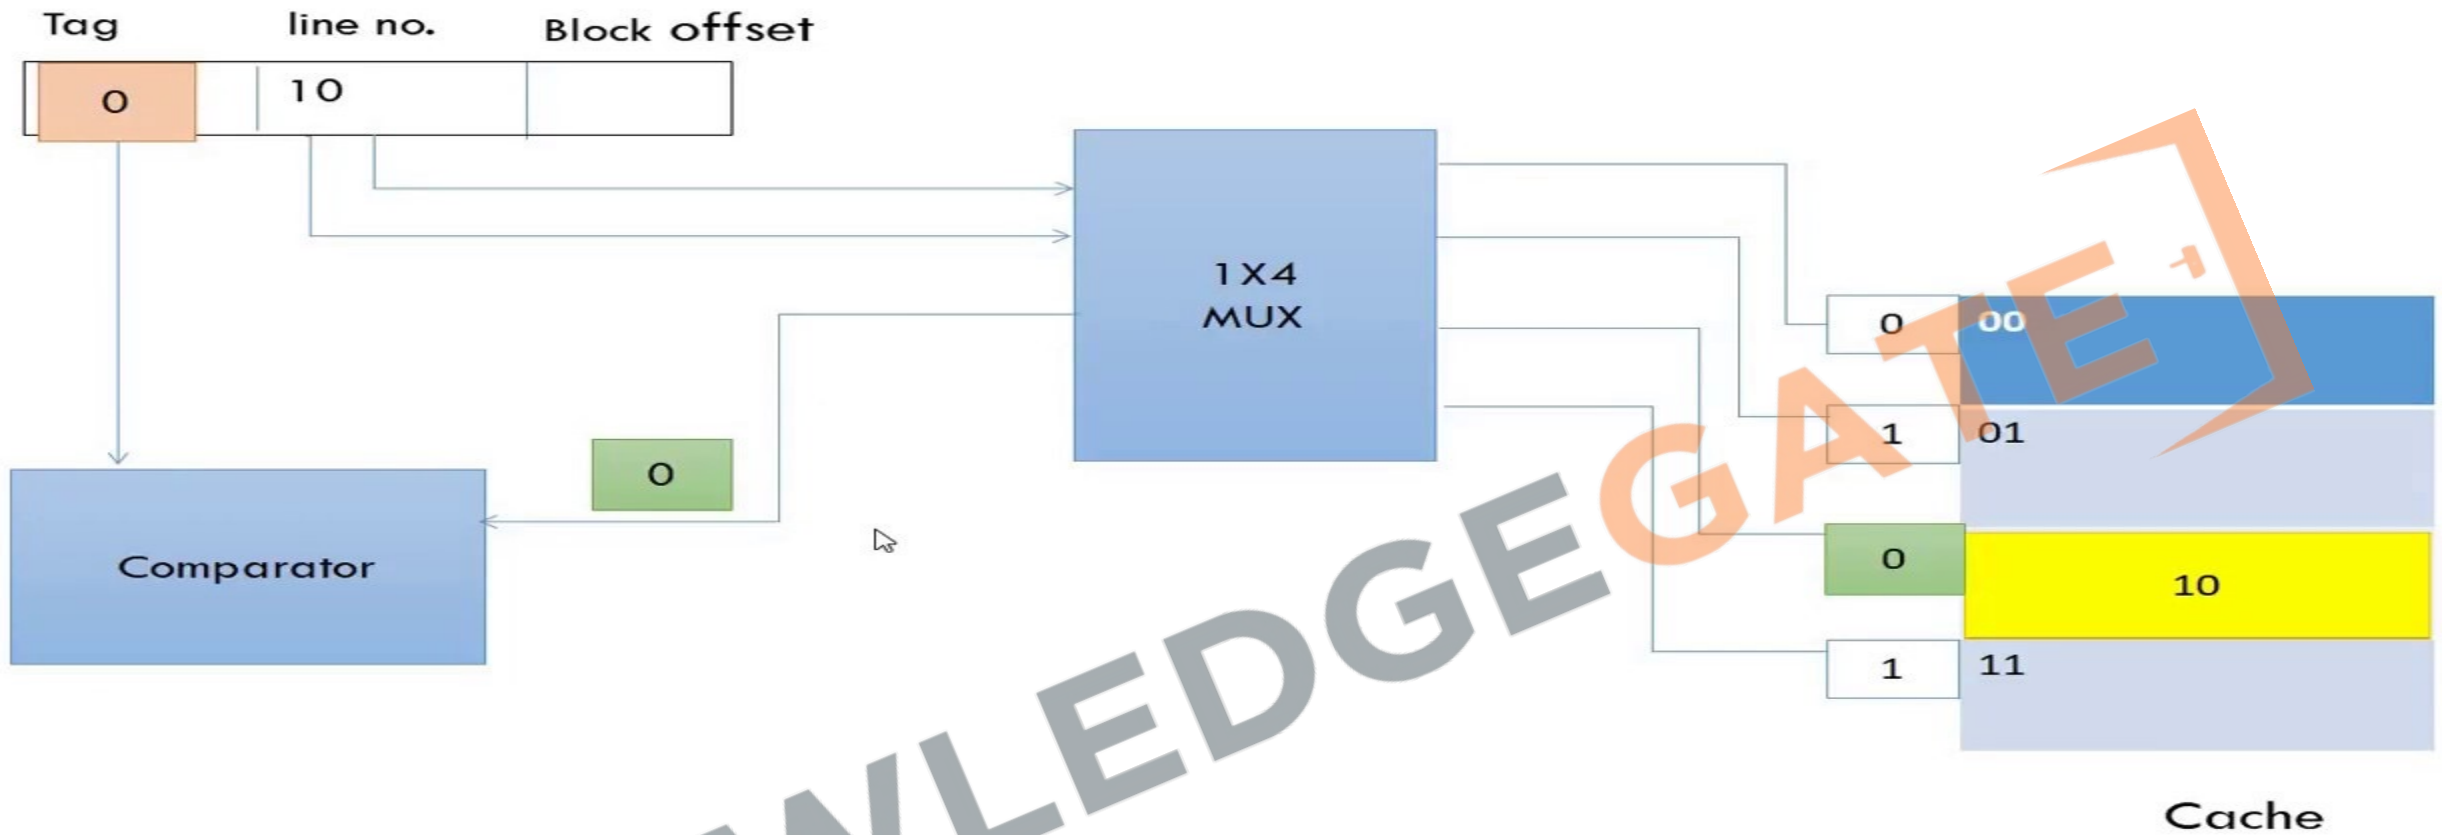 Tag line no. Block offset
0 10
1X4
MUX
0 00
1 01
0
Comparator
0 10
1 11
Cache
WLEDGEGATE